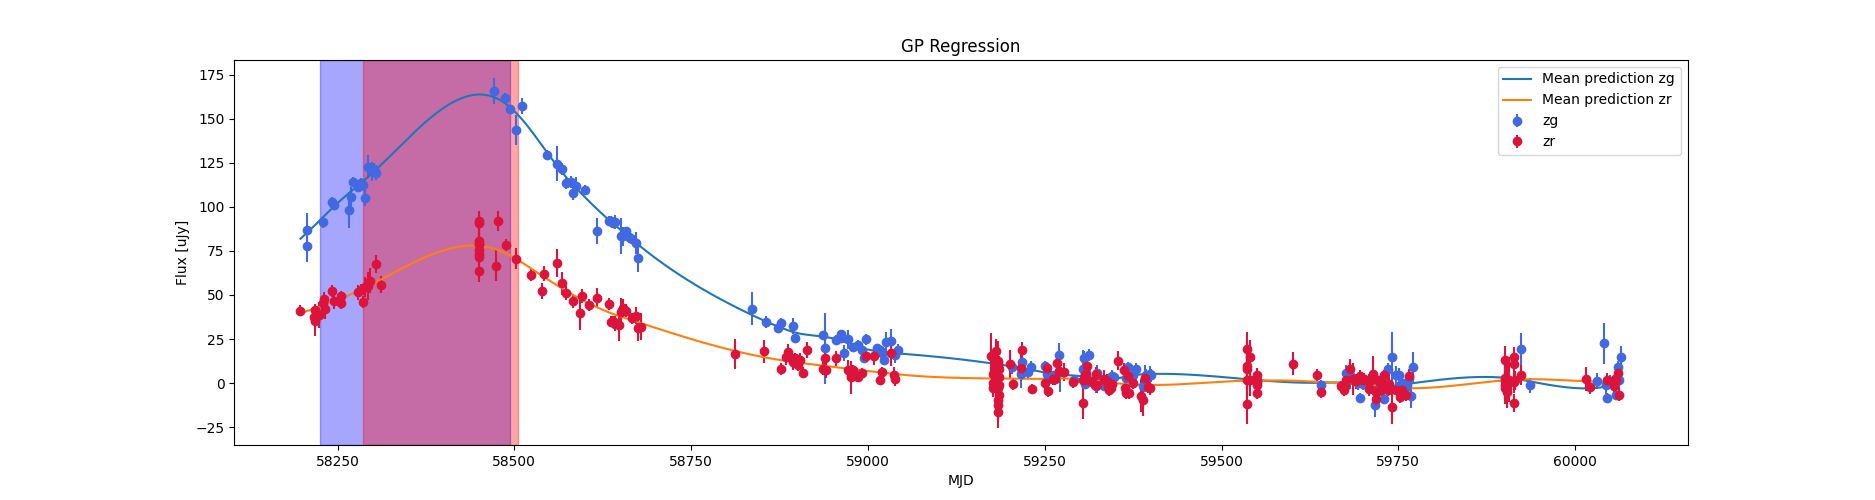 GP Regression
Flux [uJy]
175
150
125
100
75
50
25
0
−25
Mean prediction zg
Mean prediction zr
zg
zr
58250 58500 58750 59000 59250 59500 59750 60000
MJD